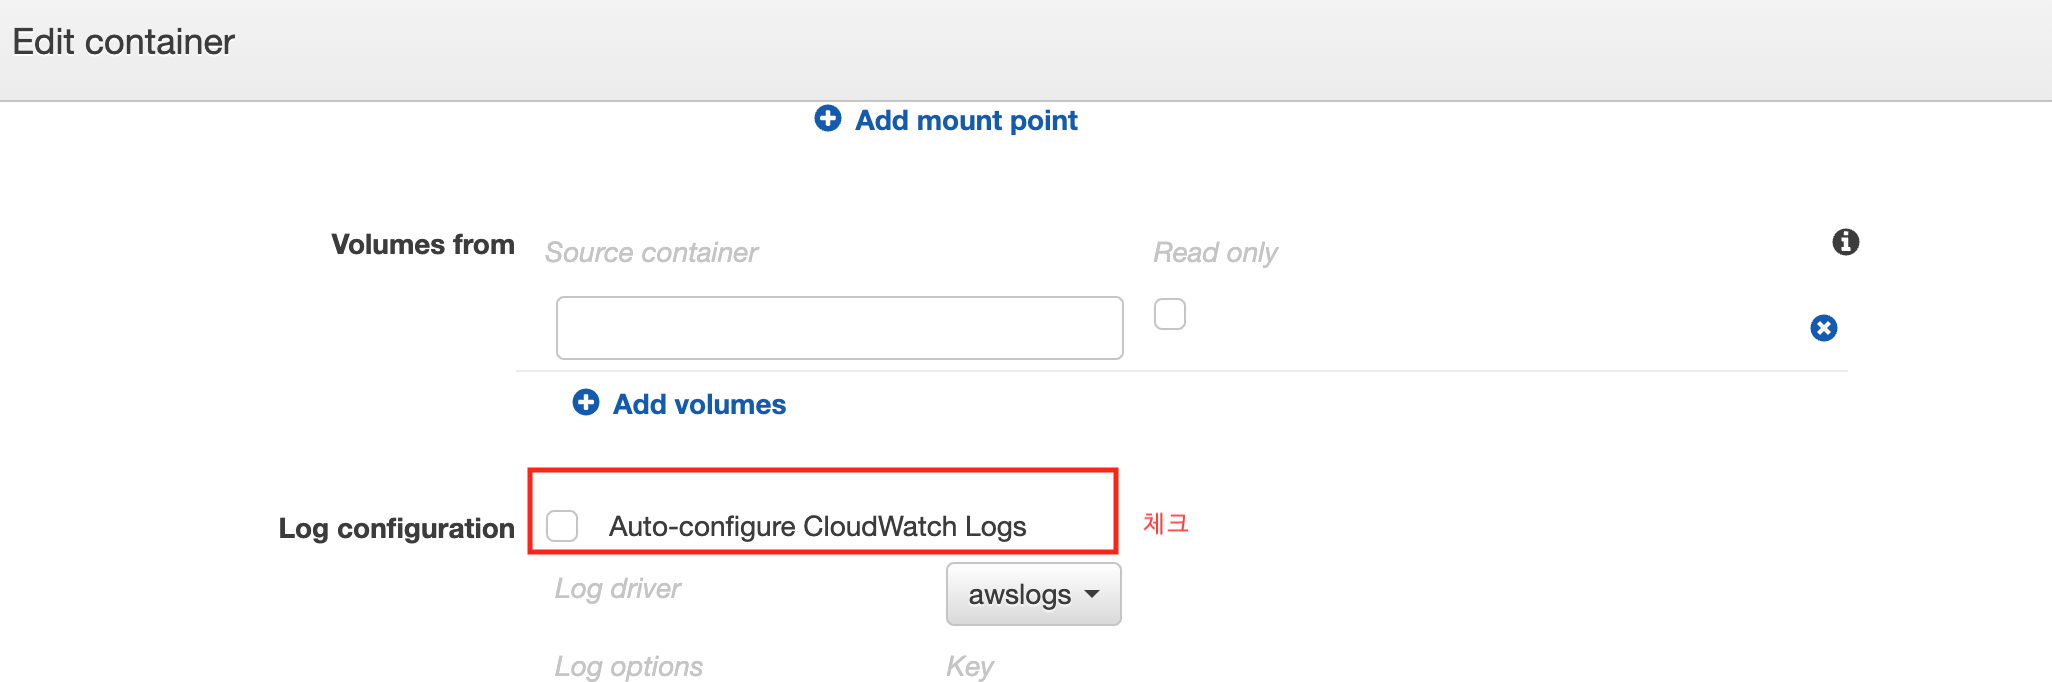 Edit container
Add mount point
Volumes from
Source container
Read only
Add volumes
Log configuration
Auto-configure CloudWatch Logs
체크
Log driver
awslogs
Log options
Key